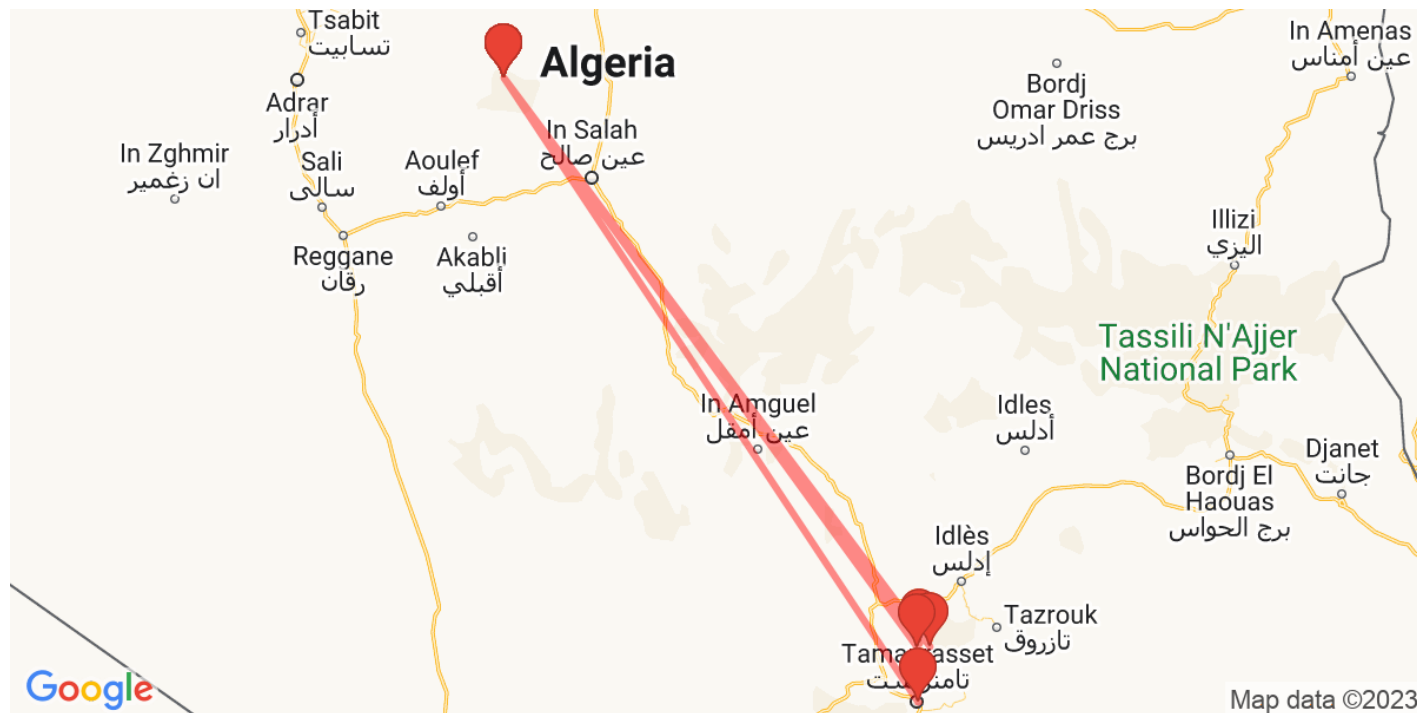 Tsabit
تسابيت
Algeria
In Amenas
عين أمناس
Bordj
Omar Driss
برج عمر ادريس
Adrar
أدرار
In Salah
عين صالح
In Zghmir
ان زغمير
Sali
سالى
Aoulef
أولف
Illizi
اليزي
Reggane
رقان
Akabli
أقبلي
Tassili N'Ajjer
National Park
In Amguel
عين أمقل
Idles
أدلس
Djanet
جانت
Bordj El
Haouas
برج الحواس
Idlès
إدلس
Tazrouk
تازروق
Google
Map data ©2023